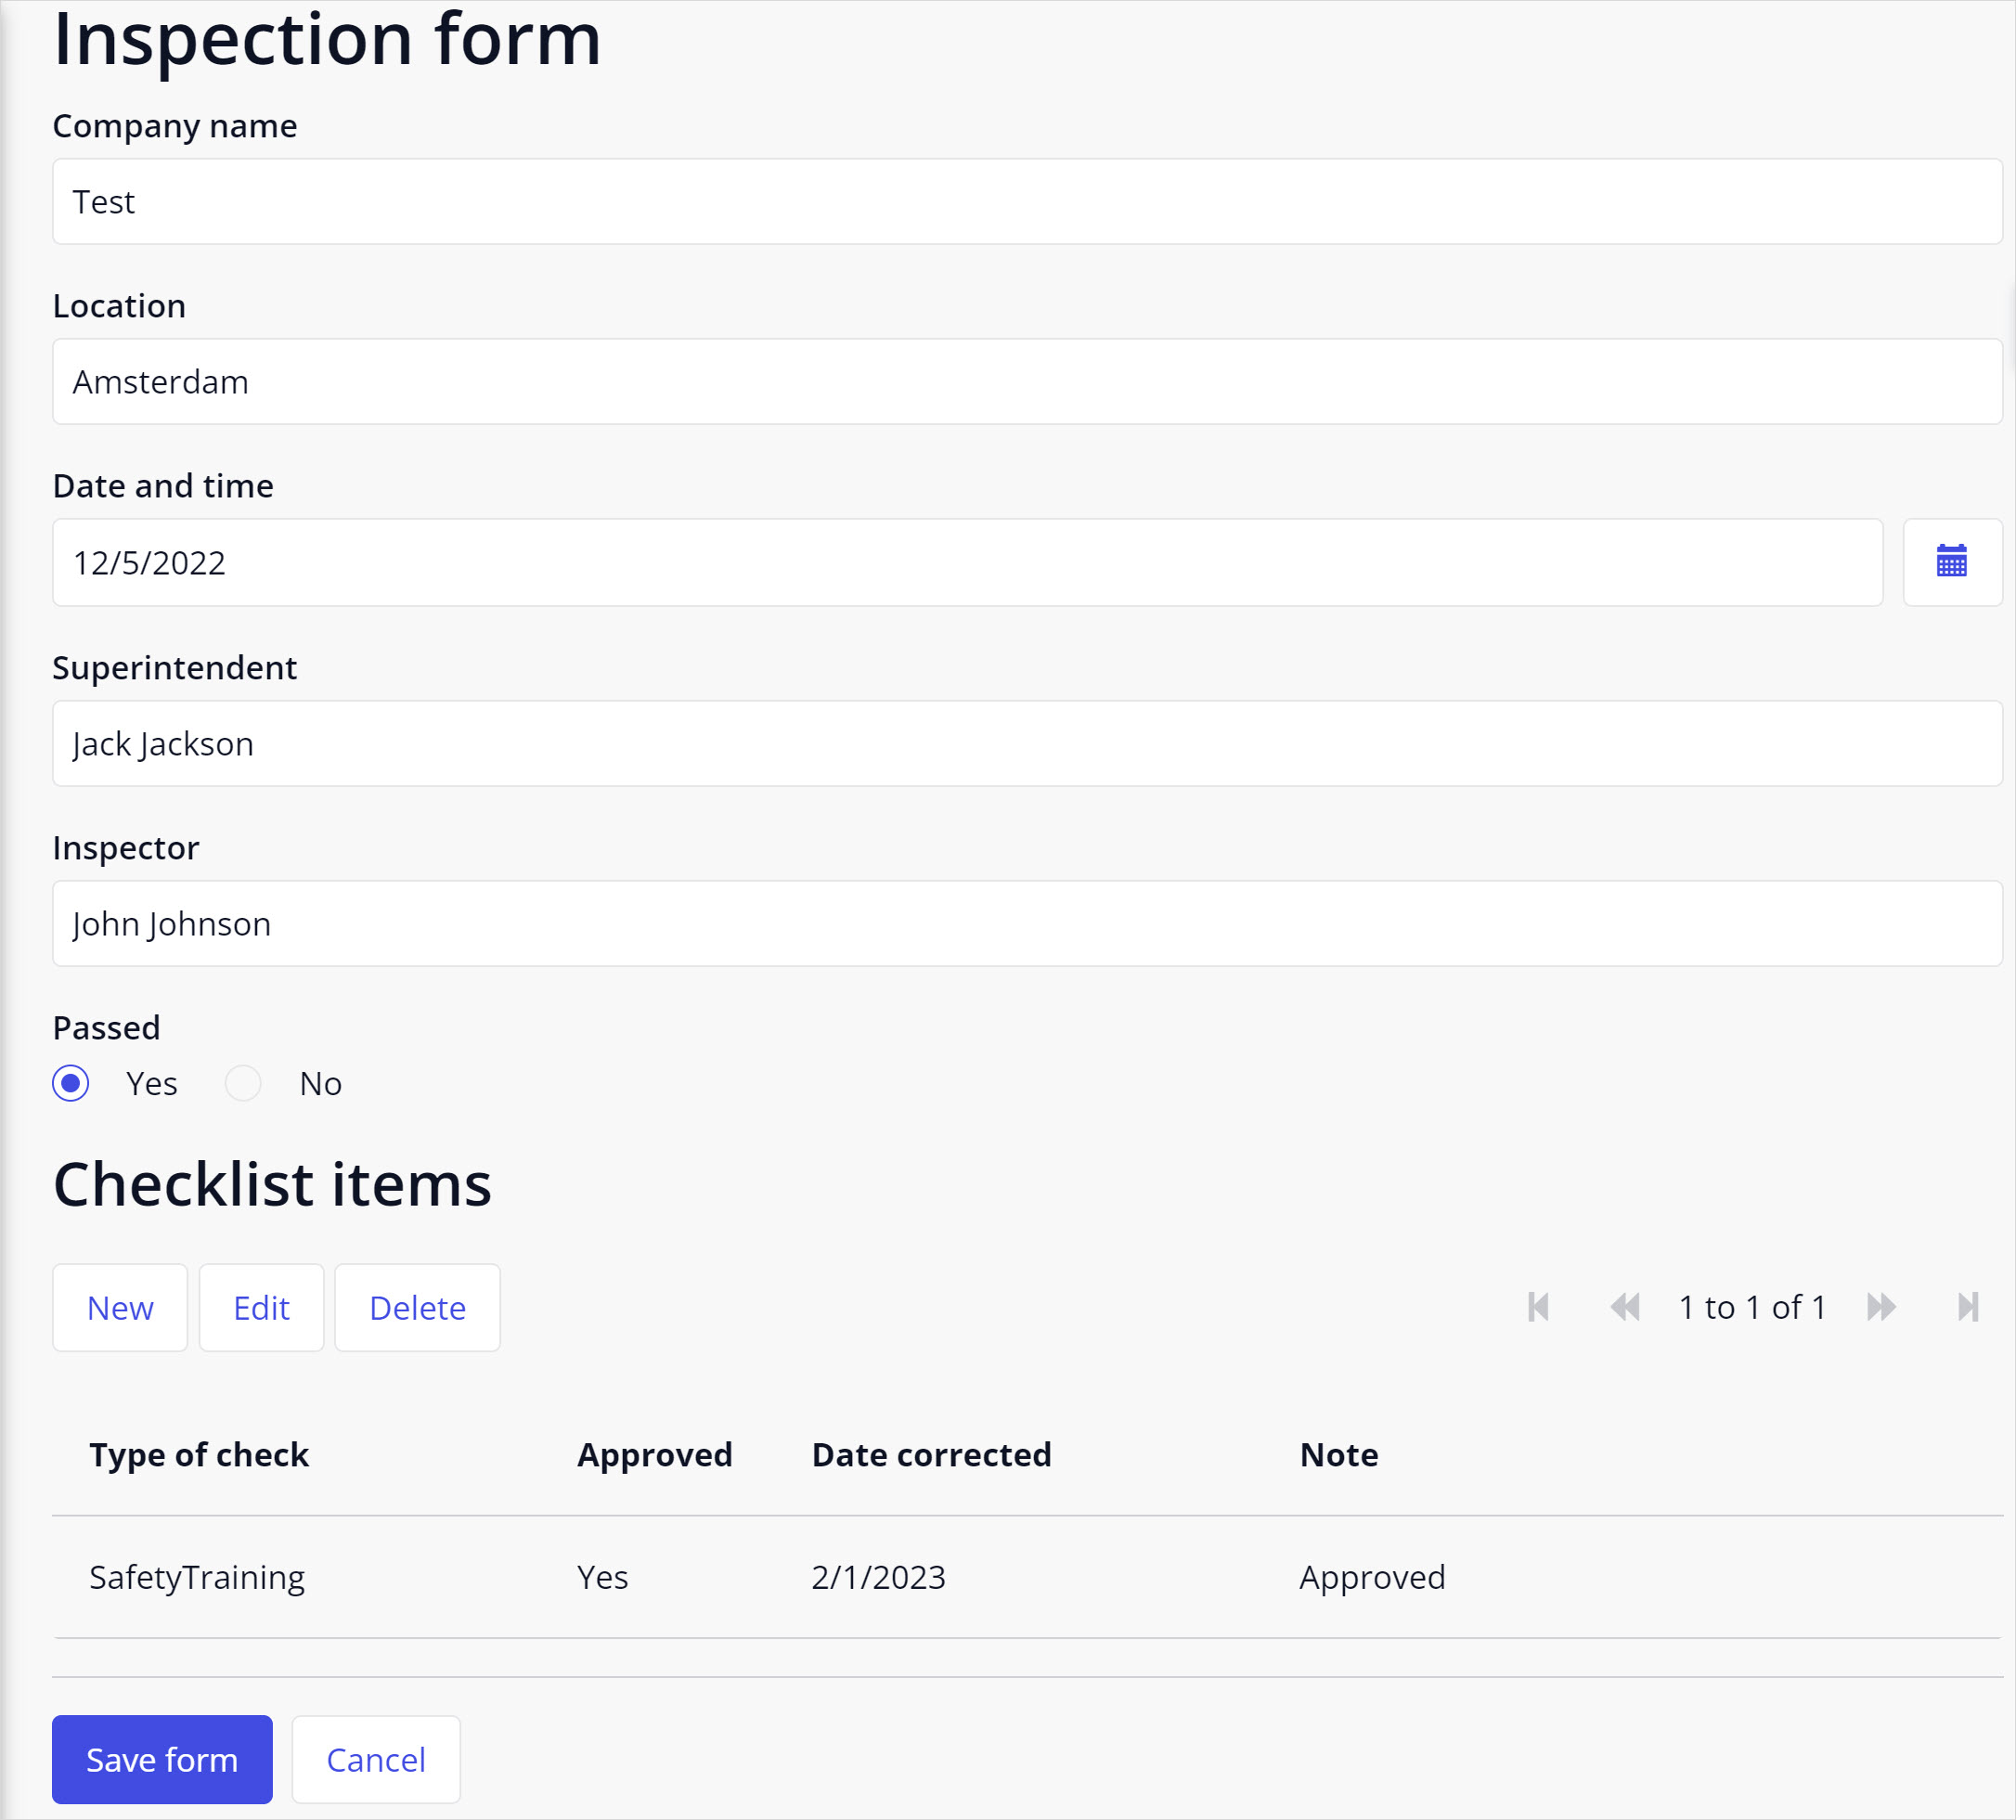 Inspection form
Company name
Test
Location
Amsterdam
Date and time
12/5/2022
Superintendent
Jack Jackson
Inspector
John Johnson
Passed
Yes No
Checklist items
New Edit Delete 1 to 1 of 1
Type of check Approved Date corrected Note
SafetyTraining Yes 2/1/2023 Approved
Save form Cancel